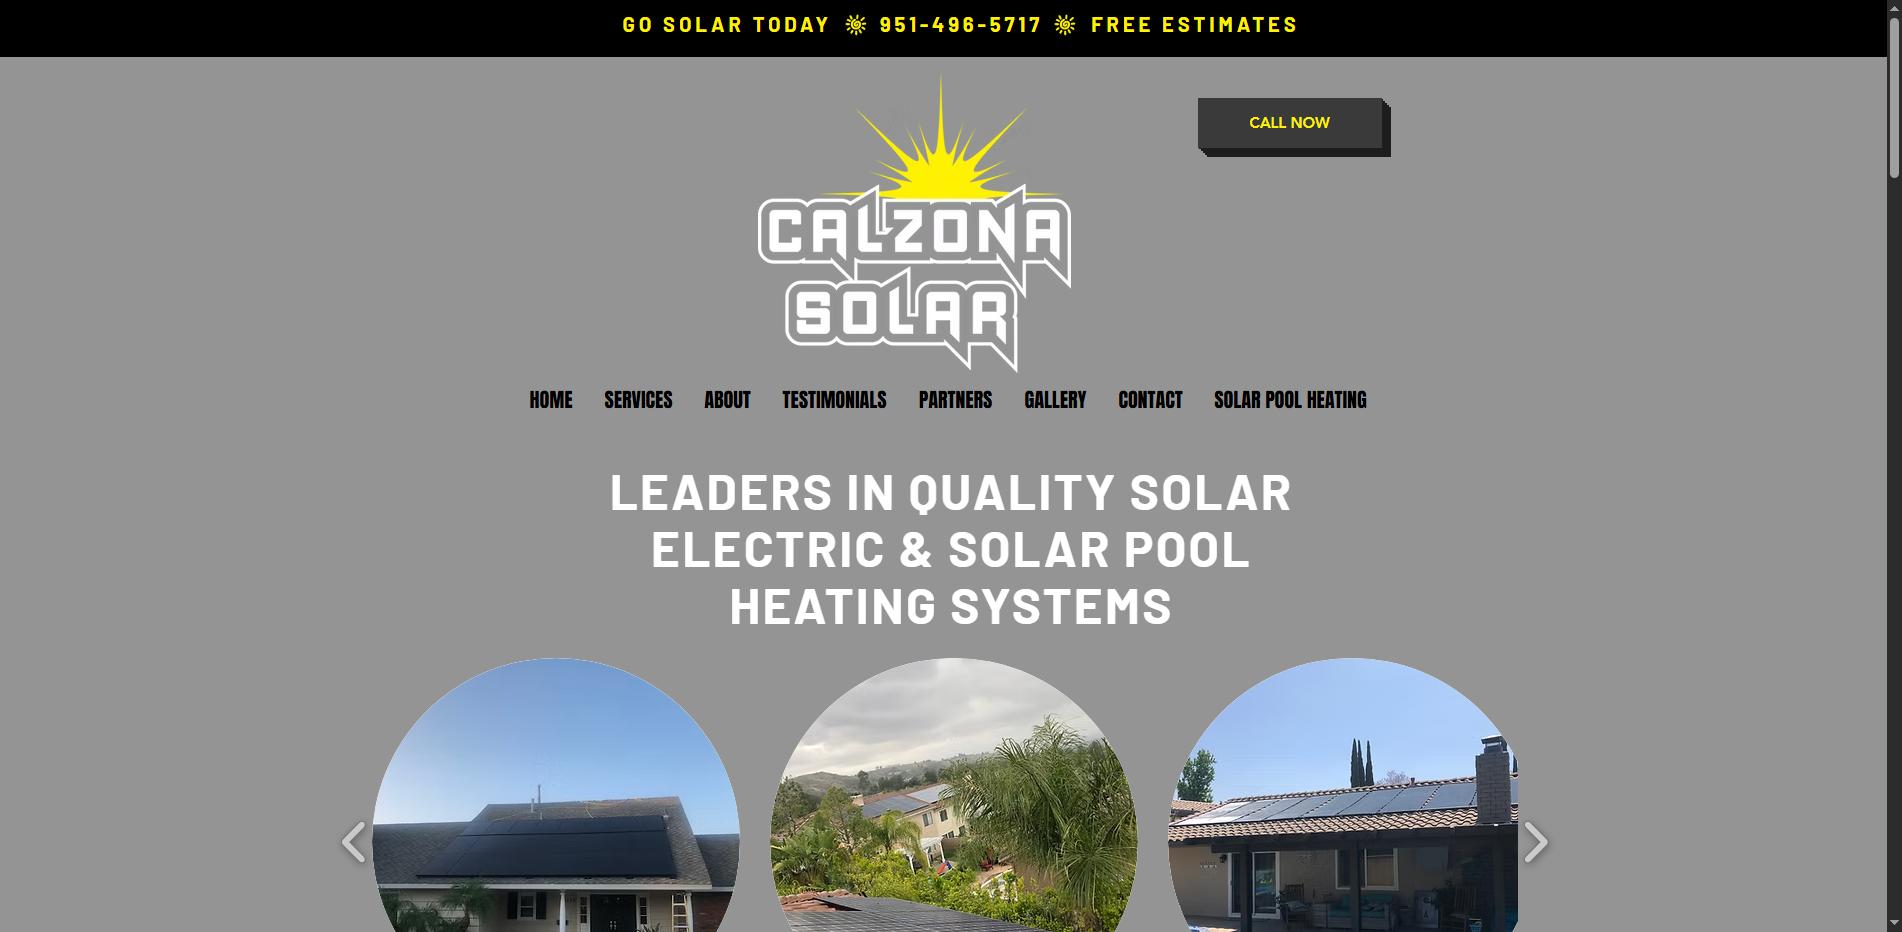 GO SOLAR TODAY ☀ 951-496-5717 ☀ FREE ESTIMATES
CALL NOW
CALZONA
SOLAR
HOME SERVICES ABOUT TESTIMONIALS PARTNERS GALLERY CONTACT SOLAR POOL HEATING
LEADERS IN QUALITY SOLAR
ELECTRIC & SOLAR POOL
HEATING SYSTEMS